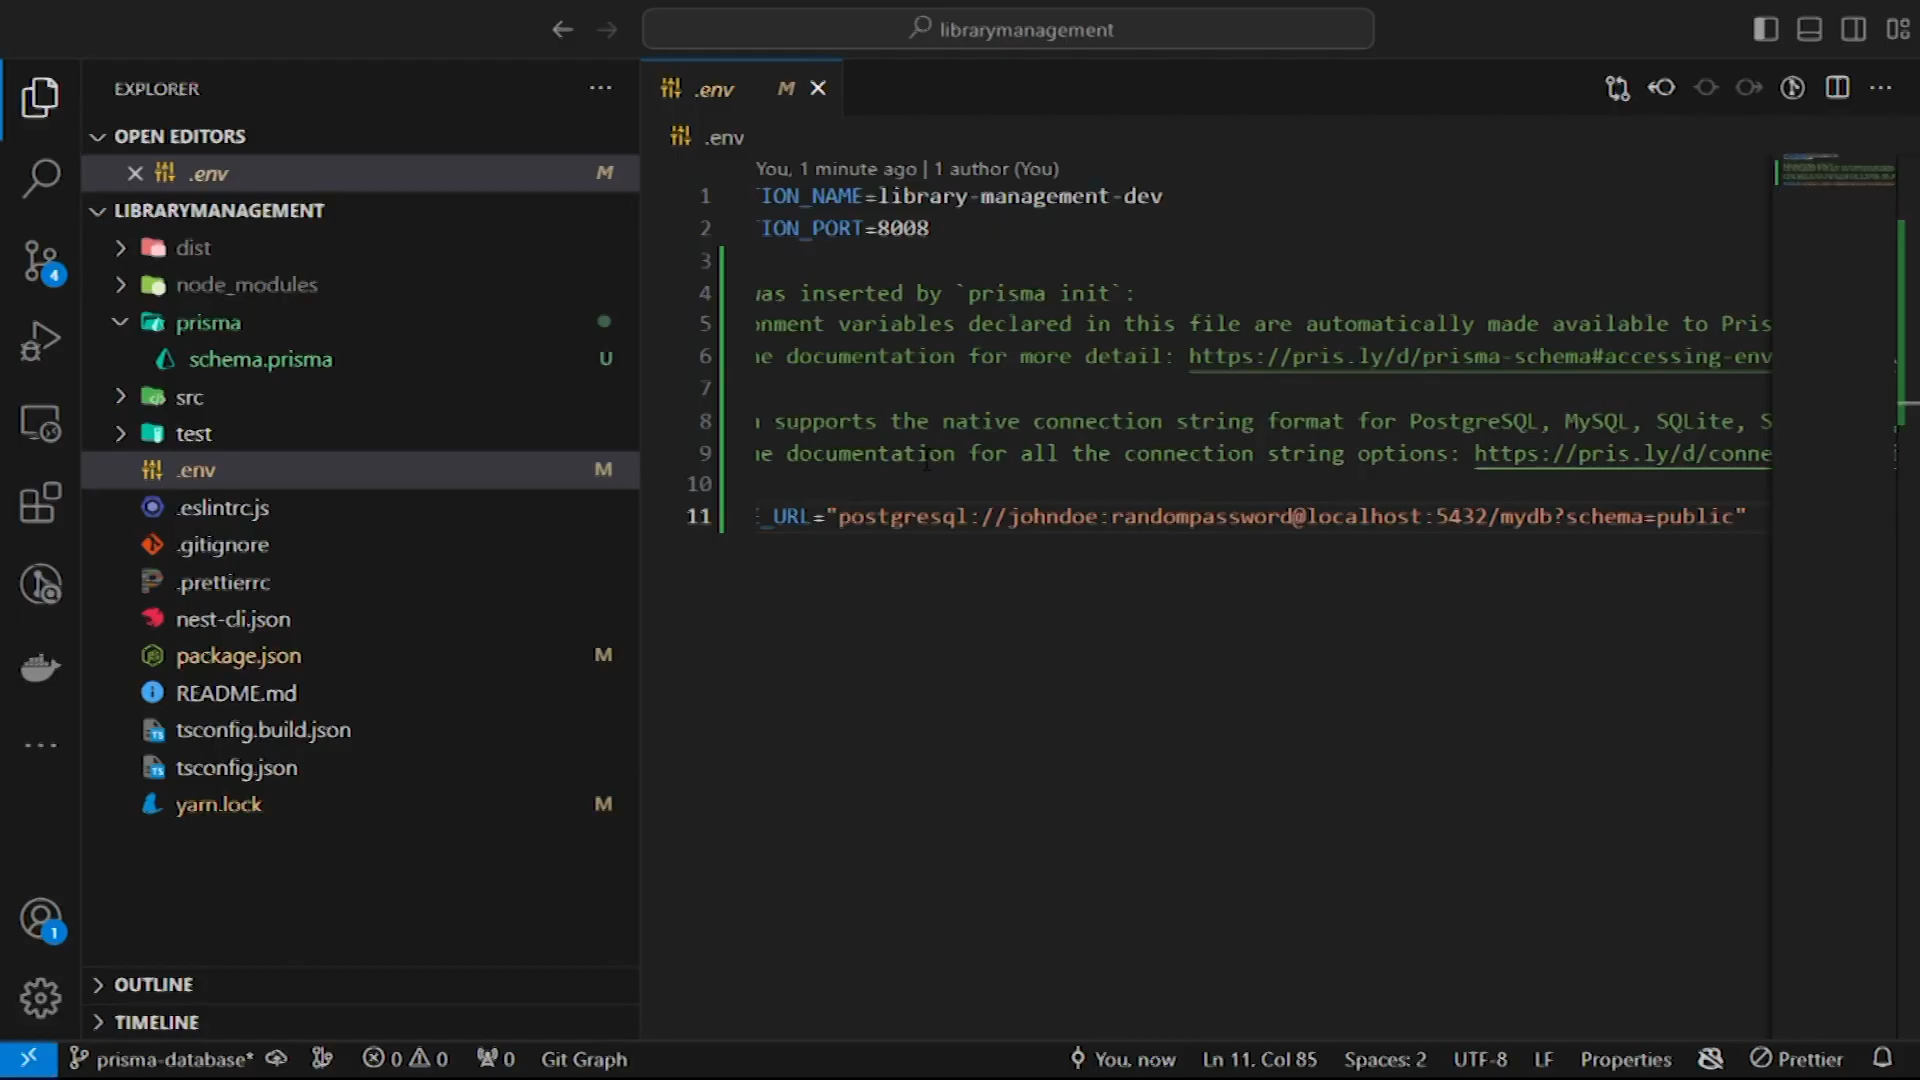 librarymanagement
EXPLORER
OPEN EDITORS
.env M
LIBRARYMANAGEMENT
dist
node_modules
prisma
schema.prisma U
src
test
.env M
.eslintrc.js
.gitignore
.prettierrc
nest-cli.json
package.json M
README.md
tsconfig.build.json
tsconfig.json
yarn.lock M
OUTLINE
TIMELINE
4
1
.env M
.env
You, 1 minute ago | 1 author (You)
1 ION_NAME=library-management-dev
2 ION_PORT=8008
3
4 was inserted by `prisma init`:
5 onment variables declared in this file are automatically made available to Pris
6 e documentation for more detail: https://pris.ly/d/prisma-schema#accessing-env
7
8 supports the native connection string format for PostgreSQL, MySQL, SQLite, S
9 e documentation for all the connection string options: https://pris.ly/d/conne
10
11 _URL="postgresql://johndoe:randompassword@localhost:5432/mydb?schema=public"
prisma-database* 0 0 0 Git Graph You, now Ln 11, Col 85 Spaces: 2 UTF-8 LF Properties Prettier